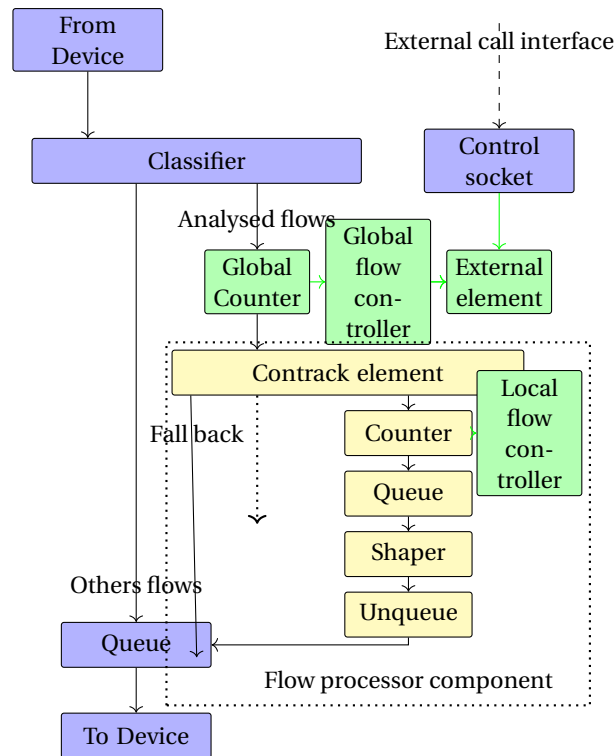 From
Device
External call interface
Classifier
Control
socket
Analysed flows
Global
Counter
Global
flow
con-
troller
External
element
Contrack element
Local
flow
con-
troller
Fall back
Counter
Queue
Shaper
Others flows
Unqueue
Queue
Flow processor component
To Device